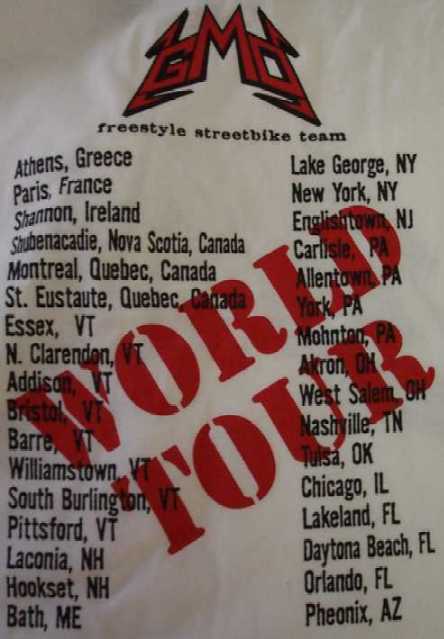 GMD
freestyle streetbike team
Athens, Greece
Paris, France
Shannon, Ireland
Shubenacadie, Nova Scotia, Canada
Montreal, Quebec, Canada
St. Eustaute, Quebec, Canada
Essex, VT
N. Clarendon, VT
Addison, VT
Bristol, VT
Barre, VT
Williamstown, VT
South Burlington, VT
Pittsford, VT
Laconia, NH
Hookset, NH
Bath, ME
Lake George, NY
New York, NY
Englishtown, NJ
Carlisle, PA
Allentown, PA
York, PA
Mohnton, PA
Akron, OH
West Salem, OH
Nashville, TN
Tulsa, OK
Chicago, IL
Lakeland, FL
Daytona Beach, FL
Orlando, FL
Pheonix, AZ
WORLD
TOUR